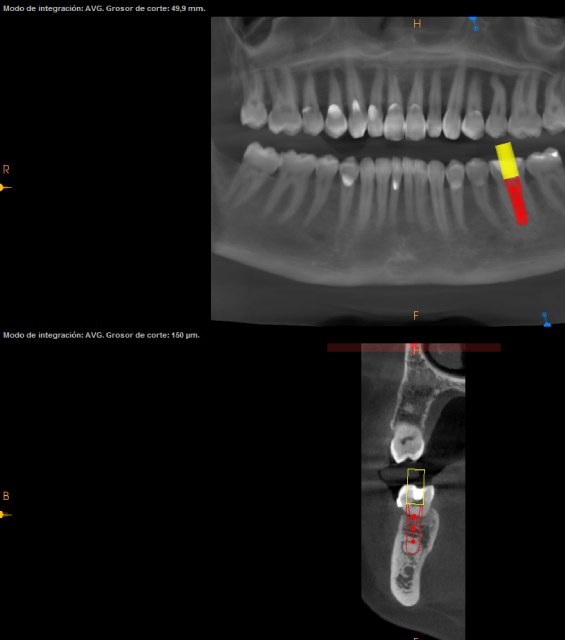 Modo de integración: AVG. Grosor de corte: 49,9 mm.
H
R
F
Modo de integración: AVG. Grosor de corte: 150 µm.
H
B